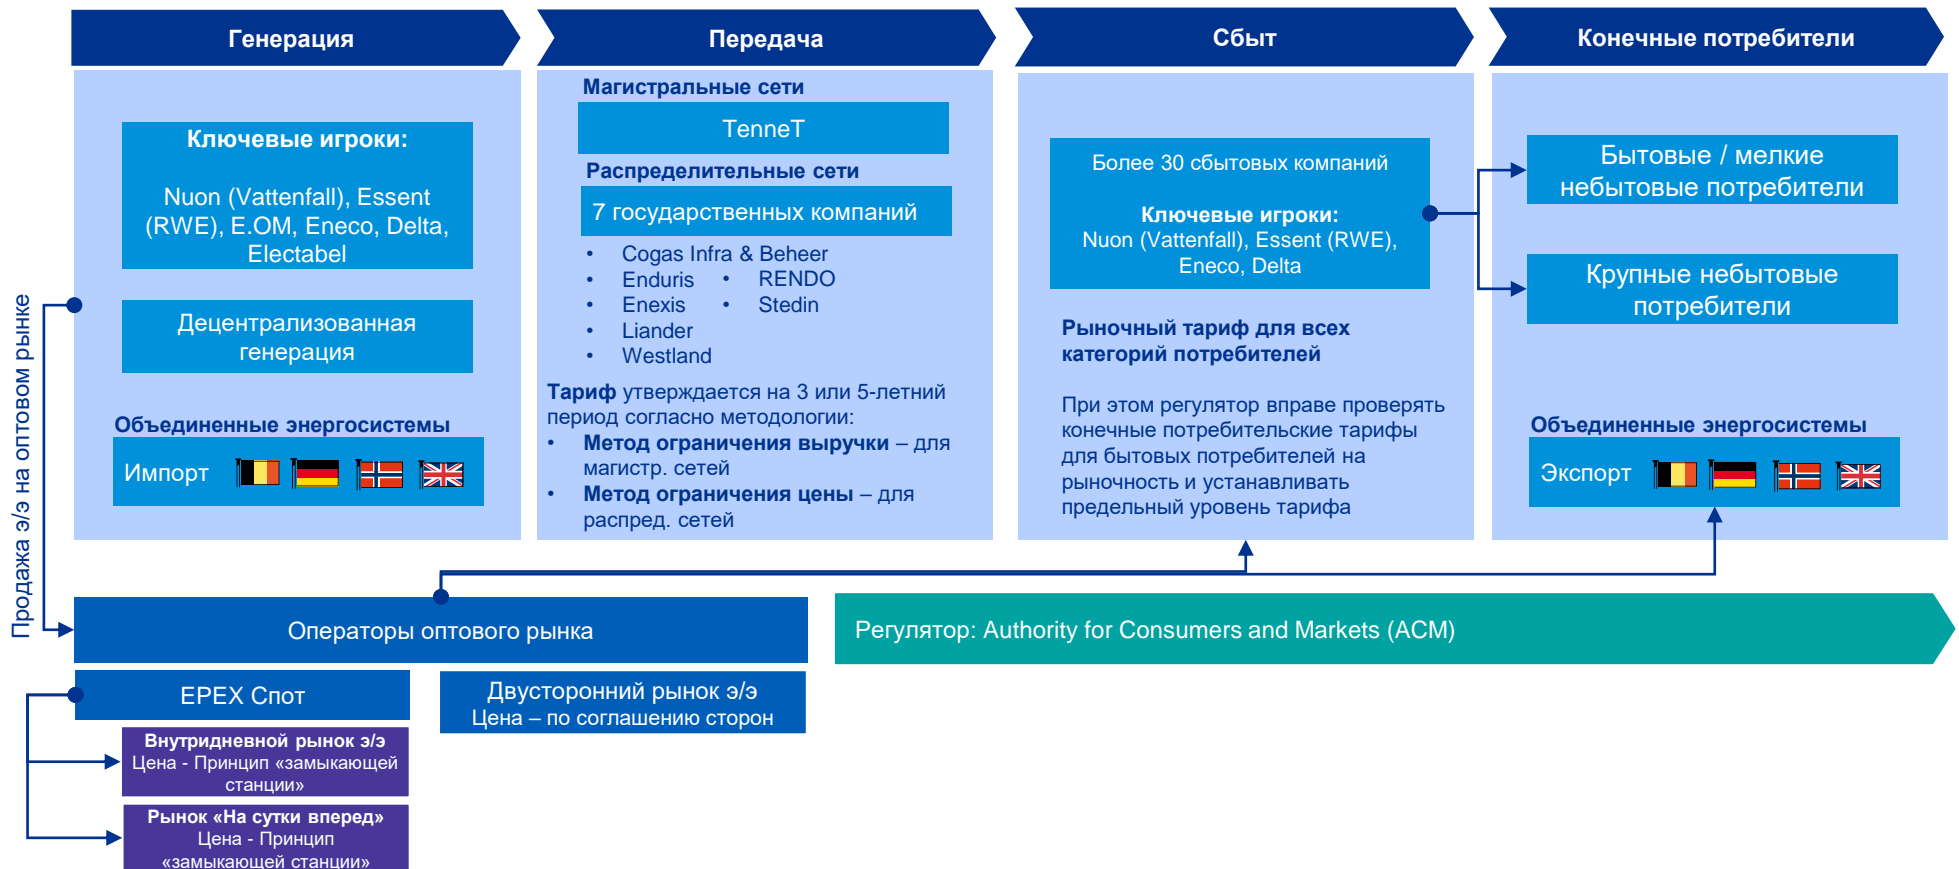 Генерация
Передача
Сбыт
Конечные потребители
Ключевые игроки:
Nuon (Vattenfall), Essent
(RWE), E.OM, Eneco, Delta,
Electabel
Децентрализованная
генерация
Объединенные энергосистемы
Импорт
Продажа э/э на оптовом рынке
Магистральные сети
TenneT
Распределительные сети
7 государственных компаний
• Cogas Infra & Beheer
• Enduris • RENDO
• Enexis • Stedin
• Liander
• Westland
Тариф утверждается на 3 или 5-летний
период согласно методологии:
• Метод ограничения выручки – для
магистр. сетей
• Метод ограничения цены – для
распред. сетей
Более 30 сбытовых компаний
Ключевые игроки:
Nuon (Vattenfall), Essent (RWE),
Eneco, Delta
Рыночный тариф для всех
категорий потребителей
При этом регулятор вправе проверять
конечные потребительские тарифы
для бытовых потребителей на
рыночность и устанавливать
предельный уровень тарифа
Бытовые / мелкие
небытовые потребители
Крупные небытовые
потребители
Объединенные энергосистемы
Экспорт
Операторы оптового рынка
Регулятор: Authority for Consumers and Markets (ACM)
EPEX Спот
Двусторонний рынок э/э
Цена – по соглашению сторон
Внутридневной рынок э/э
Цена - Принцип «замыкающей
станции»
Рынок «На сутки вперед»
Цена - Принцип
«замыкающей станции»